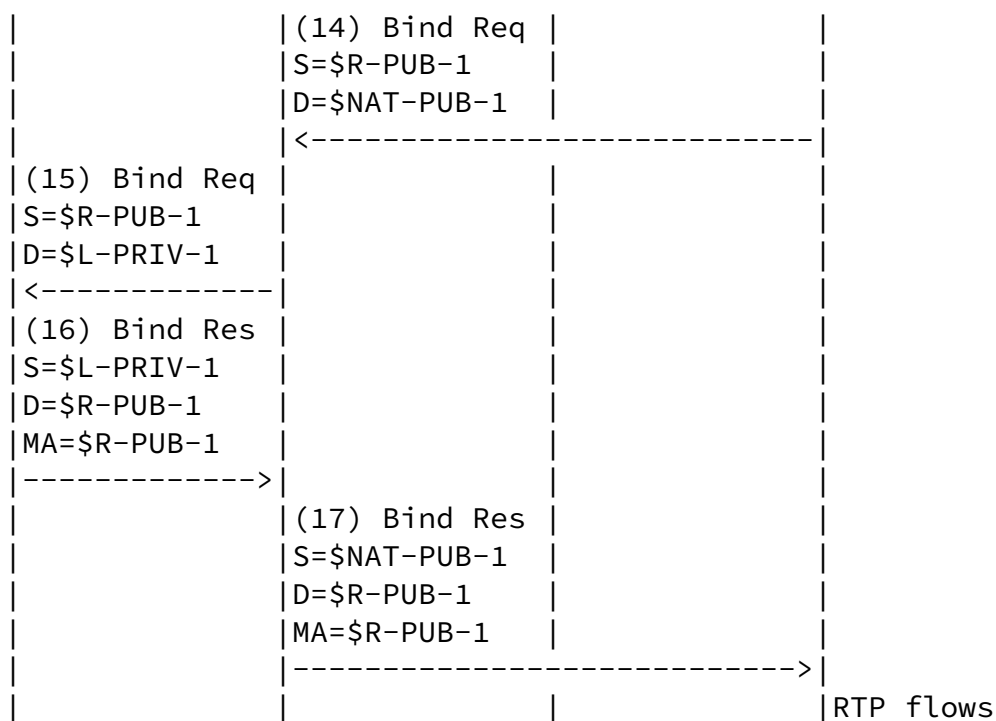 |             |(14) Bind Req |             |
|             |S=$R-PUB-1    |             |
|             |D=$NAT-PUB-1  |             |
|             |<----------------------------|
|(15) Bind Req |             |             |
|S=$R-PUB-1   |              |             |
|D=$L-PRIV-1  |              |             |
|<--------------|              |             |
|(16) Bind Res |             |             |
|S=$L-PRIV-1  |              |             |
|D=$R-PUB-1   |              |             |
|MA=$R-PUB-1  |              |             |
|------------->|              |             |
|             |(17) Bind Res |             |
|             |S=$NAT-PUB-1  |             |
|             |D=$R-PUB-1    |             |
|             |MA=$R-PUB-1   |             |
|             |---------------------------->|
|             |              |             |RTP flows